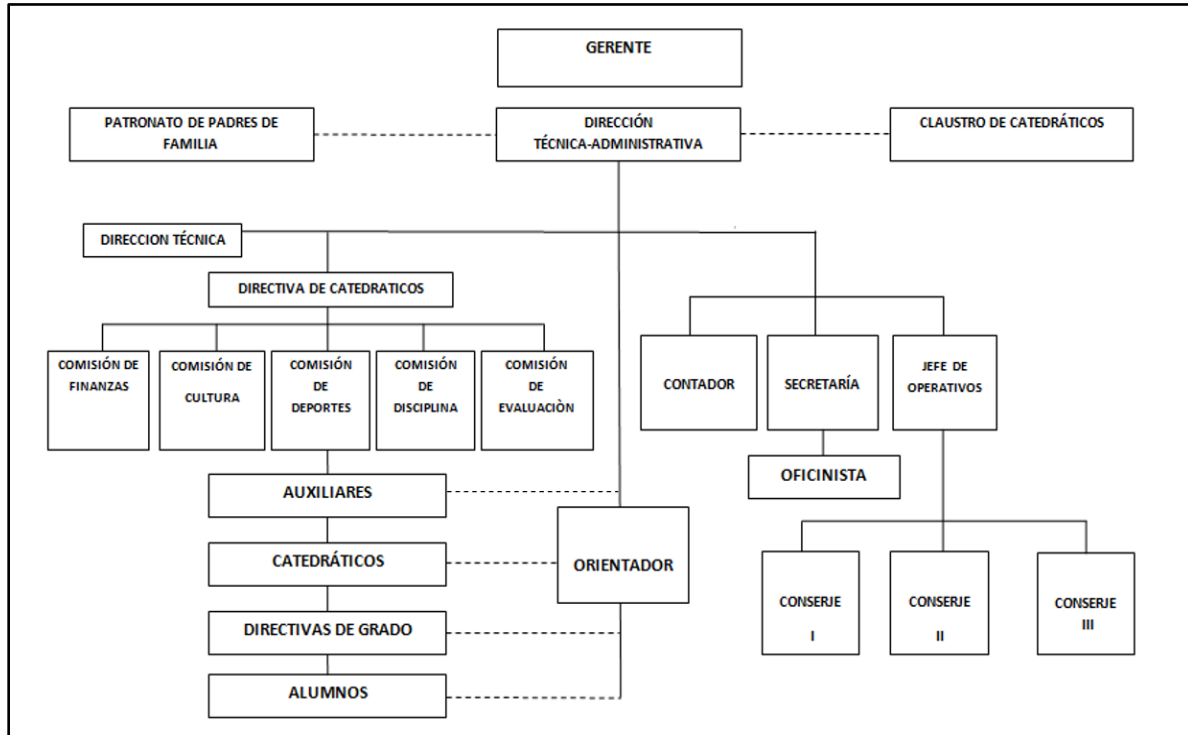 GERENTE
PATRONATO DE PADRES DE
FAMILIA
DIRECCIÓN
TÉCNICA-ADMINISTRATIVA
CLAUSTRO DE CATEDRÁTICOS
DIRECCION TÉCNICA
DIRECTIVA DE CATEDRATICOS
COMISIÓN DE
FINANZAS
COMISIÓN DE
CULTURA
COMISIÓN
DE
DEPORTES
COMISIÓN
DE
DISCIPLINA
COMISIÓN
DE
EVALUACIÒN
CONTADOR
SECRETARÍA
JEFE DE
OPERATIVOS
OFICINISTA
AUXILIARES
CATEDRÁTICOS
ORIENTADOR
DIRECTIVAS DE GRADO
ALUMNOS
CONSERJE
I
CONSERJE
II
CONSERJE
III